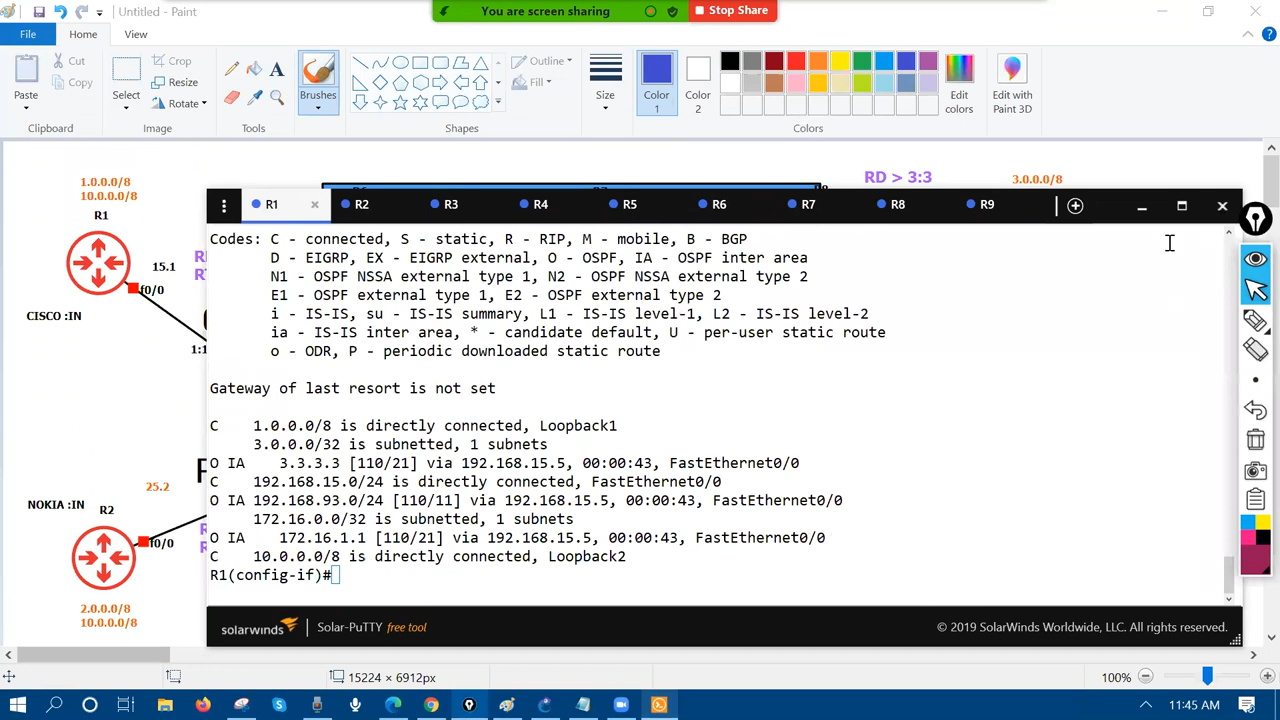 Untitled - Paint
You are screen sharing
Stop Share
File
Home
View
Paste
Cut
Copy
Clipboard
Select
Crop
Resize
Rotate
Image
Tools
Brushes
Shapes
Outline
Fill
Size
Color
1
Color
2
Colors
Edit
colors
Edit with
Paint 3D
1.0.0.0/8
10.0.0.0/8
R1
15.1
f0/0
CISCO :IN
1:1
RD > 3:3
3.0.0.0/8
25.2
NOKIA :IN
R2
f0/0
2.0.0.0/8
10.0.0.0/8
R1
R2
R3
R4
R5
R6
R7
R8
R9
Codes: C - connected, S - static, R - RIP, M - mobile, B - BGP
D - EIGRP, EX - EIGRP external, O - OSPF, IA - OSPF inter area
N1 - OSPF NSSA external type 1, N2 - OSPF NSSA external type 2
E1 - OSPF external type 1, E2 - OSPF external type 2
i - IS-IS, su - IS-IS summary, L1 - IS-IS level-1, L2 - IS-IS level-2
ia - IS-IS inter area, * - candidate default, U - per-user static route
o - ODR, P - periodic downloaded static route
Gateway of last resort is not set
C 1.0.0.0/8 is directly connected, Loopback1
3.0.0.0/32 is subnetted, 1 subnets
O IA 3.3.3.3 [110/21] via 192.168.15.5, 00:00:43, FastEthernet0/0
C 192.168.15.0/24 is directly connected, FastEthernet0/0
O IA 192.168.93.0/24 [110/11] via 192.168.15.5, 00:00:43, FastEthernet0/0
172.16.0.0/32 is subnetted, 1 subnets
O IA 172.16.1.1 [110/21] via 192.168.15.5, 00:00:43, FastEthernet0/0
C 10.0.0.0/8 is directly connected, Loopback2
R1(config-if)#
solarwinds
Solar-PuTTY free tool
© 2019 SolarWinds Worldwide, LLC. All rights reserved.
15224 × 6912px
100%
11:45 AM